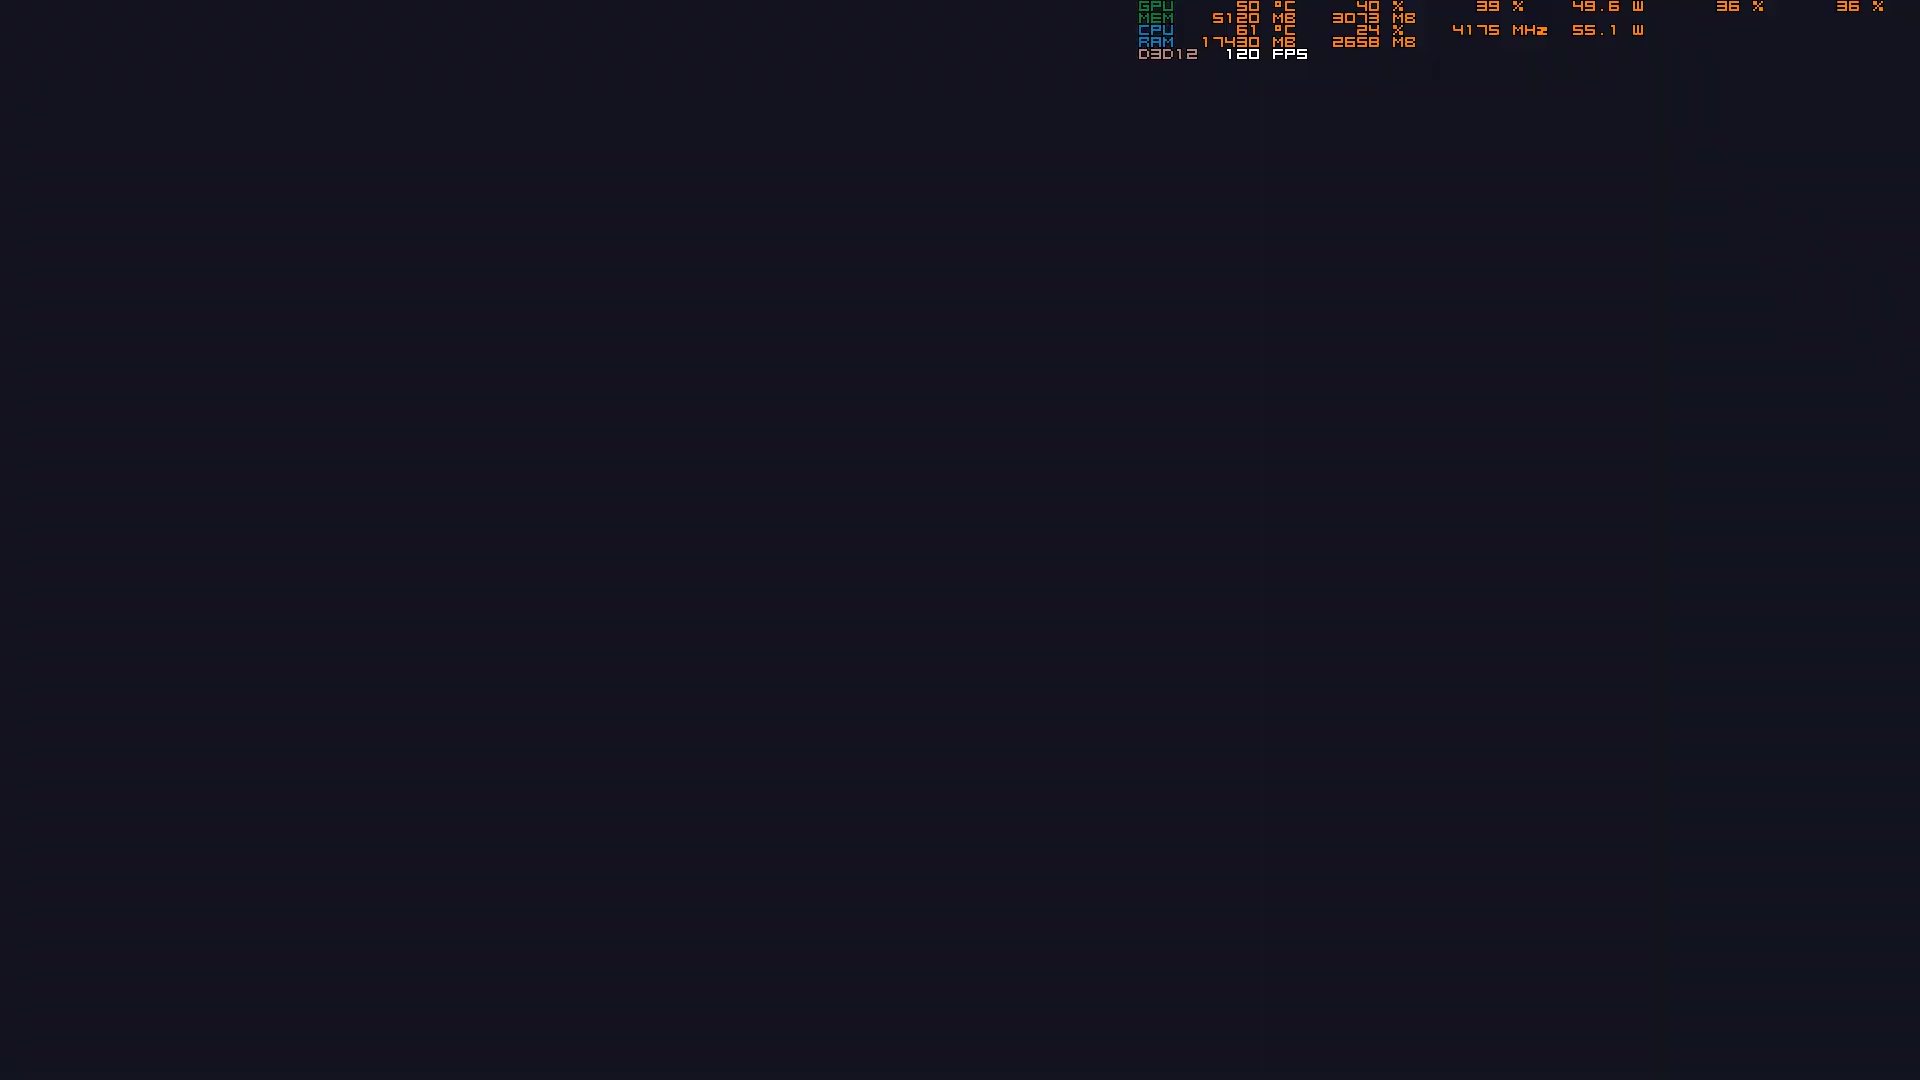 GPU 50 °C 40 % 39 % 49.6 W 36 % 36 %
MEM 5120 MB 3073 MB
CPU 61 °C 24 % 4175 MHz 55.1 W
RAM 17430 MB 2658 MB
D3D12 120 FPS